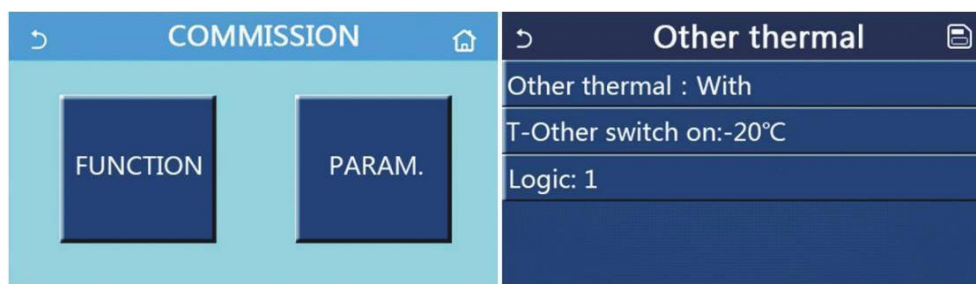 COMMISSION
FUNCTION
PARAM.
Other thermal
Other thermal : With
T-Other switch on:-20℃
Logic: 1